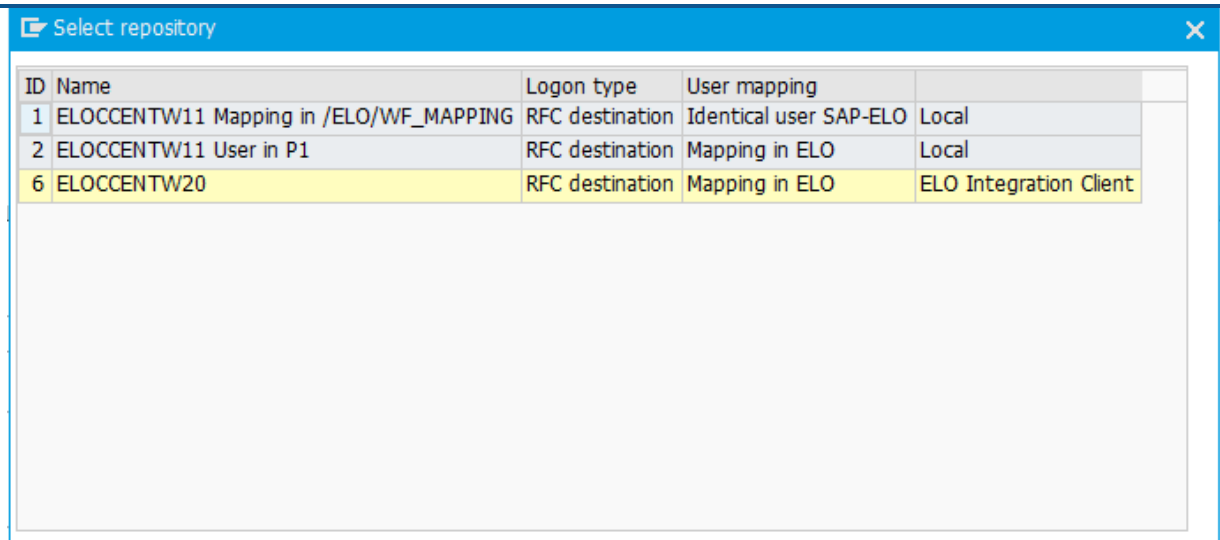 Select repository
ID Name Logon type User mapping
1 ELOCCENTW11 Mapping in /ELO/WF_MAPPING RFC destination Identical user SAP-ELO Local
2 ELOCCENTW11 User in P1 RFC destination Mapping in ELO Local
6 ELOCCENTW20 RFC destination Mapping in ELO ELO Integration Client